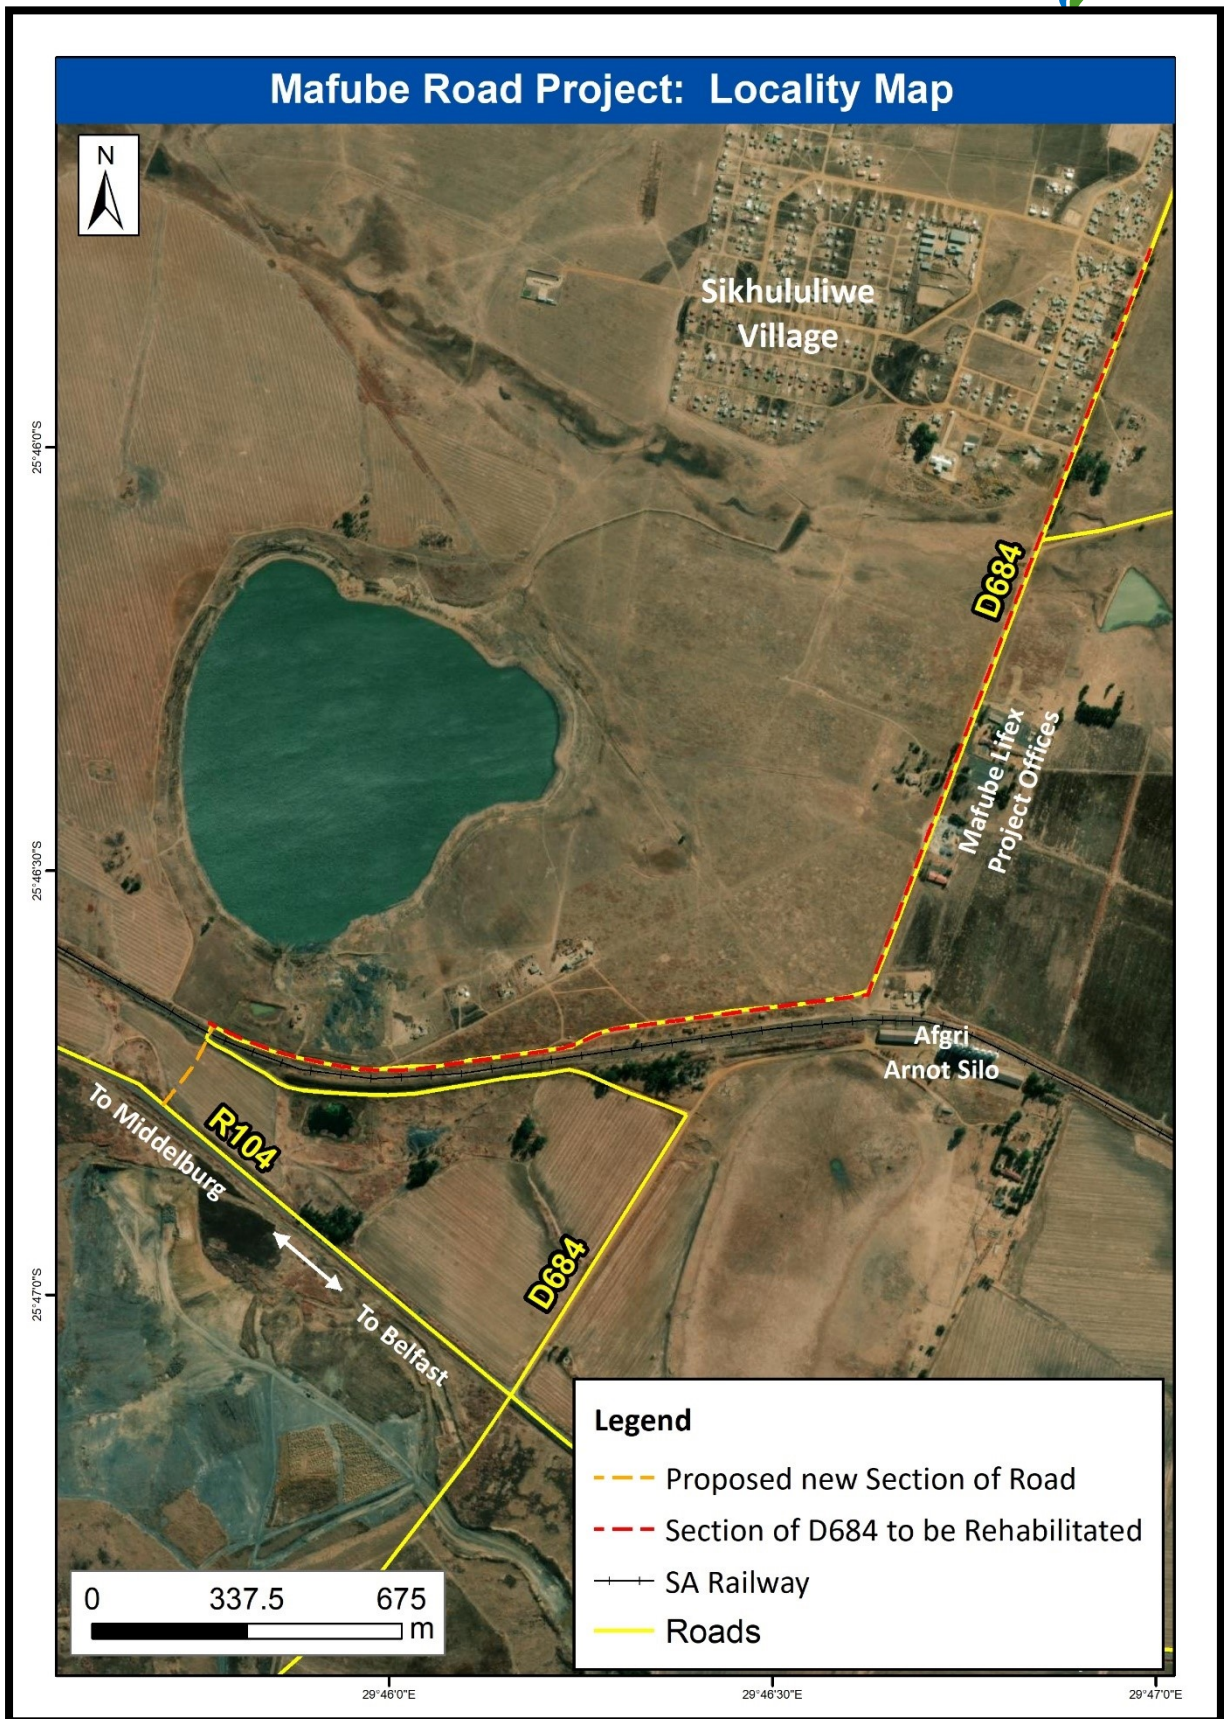 Mafube Road Project: Locality Map
N
Sikhululiwe
Village
25°46'0"S
D684
Mafube Lifex
Project Offices
25°46'30"S
Afgri
Arnot Silo
To Middelburg
R104
D684
25°47'0"S
To Belfast
Legend
Proposed new Section of Road
Section of D684 to be Rehabilitated
SA Railway
Roads
0 337.5 675
m
29°46'0"E 29°46'30"E 29°47'0"E